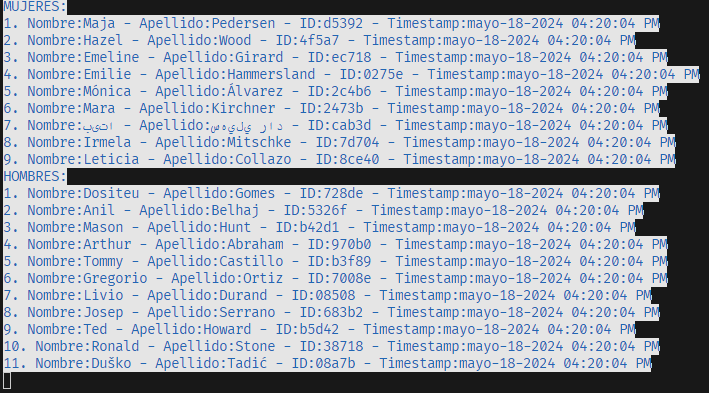 MUJERES:
1. Nombre:Maja - Apellido:Pedersen - ID:d5392 - Timestamp:mayo-18-2024 04:20:04 PM
2. Nombre:Hazel - Apellido:Wood - ID:4f5a7 - Timestamp:mayo-18-2024 04:20:04 PM
3. Nombre:Emeline - Apellido:Girard - ID:ec718 - Timestamp:mayo-18-2024 04:20:04 PM
4. Nombre:Emilie - Apellido:Hammersland - ID:0275e - Timestamp:mayo-18-2024 04:20:04 PM
5. Nombre:Mónica - Apellido:Álvarez - ID:2c4b6 - Timestamp:mayo-18-2024 04:20:04 PM
6. Nombre:Mara - Apellido:Kirchner - ID:2473b - Timestamp:mayo-18-2024 04:20:04 PM
7. Nombre:بیتا - Apellido:سهيلي راد - ID:cab3d - Timestamp:mayo-18-2024 04:20:04 PM
8. Nombre:Irmela - Apellido:Mitschke - ID:7d704 - Timestamp:mayo-18-2024 04:20:04 PM
9. Nombre:Leticia - Apellido:Collazo - ID:8ce40 - Timestamp:mayo-18-2024 04:20:04 PM
HOMBRES:
1. Nombre:Dositeu - Apellido:Gomes - ID:728de - Timestamp:mayo-18-2024 04:20:04 PM
2. Nombre:Anil - Apellido:Belhaj - ID:5326f - Timestamp:mayo-18-2024 04:20:04 PM
3. Nombre:Mason - Apellido:Hunt - ID:b42d1 - Timestamp:mayo-18-2024 04:20:04 PM
4. Nombre:Arthur - Apellido:Abraham - ID:970b0 - Timestamp:mayo-18-2024 04:20:04 PM
5. Nombre:Tommy - Apellido:Castillo - ID:b3f89 - Timestamp:mayo-18-2024 04:20:04 PM
6. Nombre:Gregorio - Apellido:Ortiz - ID:7008e - Timestamp:mayo-18-2024 04:20:04 PM
7. Nombre:Livio - Apellido:Durand - ID:08508 - Timestamp:mayo-18-2024 04:20:04 PM
8. Nombre:Josep - Apellido:Serrano - ID:683b2 - Timestamp:mayo-18-2024 04:20:04 PM
9. Nombre:Ted - Apellido:Howard - ID:b5d42 - Timestamp:mayo-18-2024 04:20:04 PM
10. Nombre:Ronald - Apellido:Stone - ID:38718 - Timestamp:mayo-18-2024 04:20:04 PM
11. Nombre:Duško - Apellido:Tadić - ID:08a7b - Timestamp:mayo-18-2024 04:20:04 PM